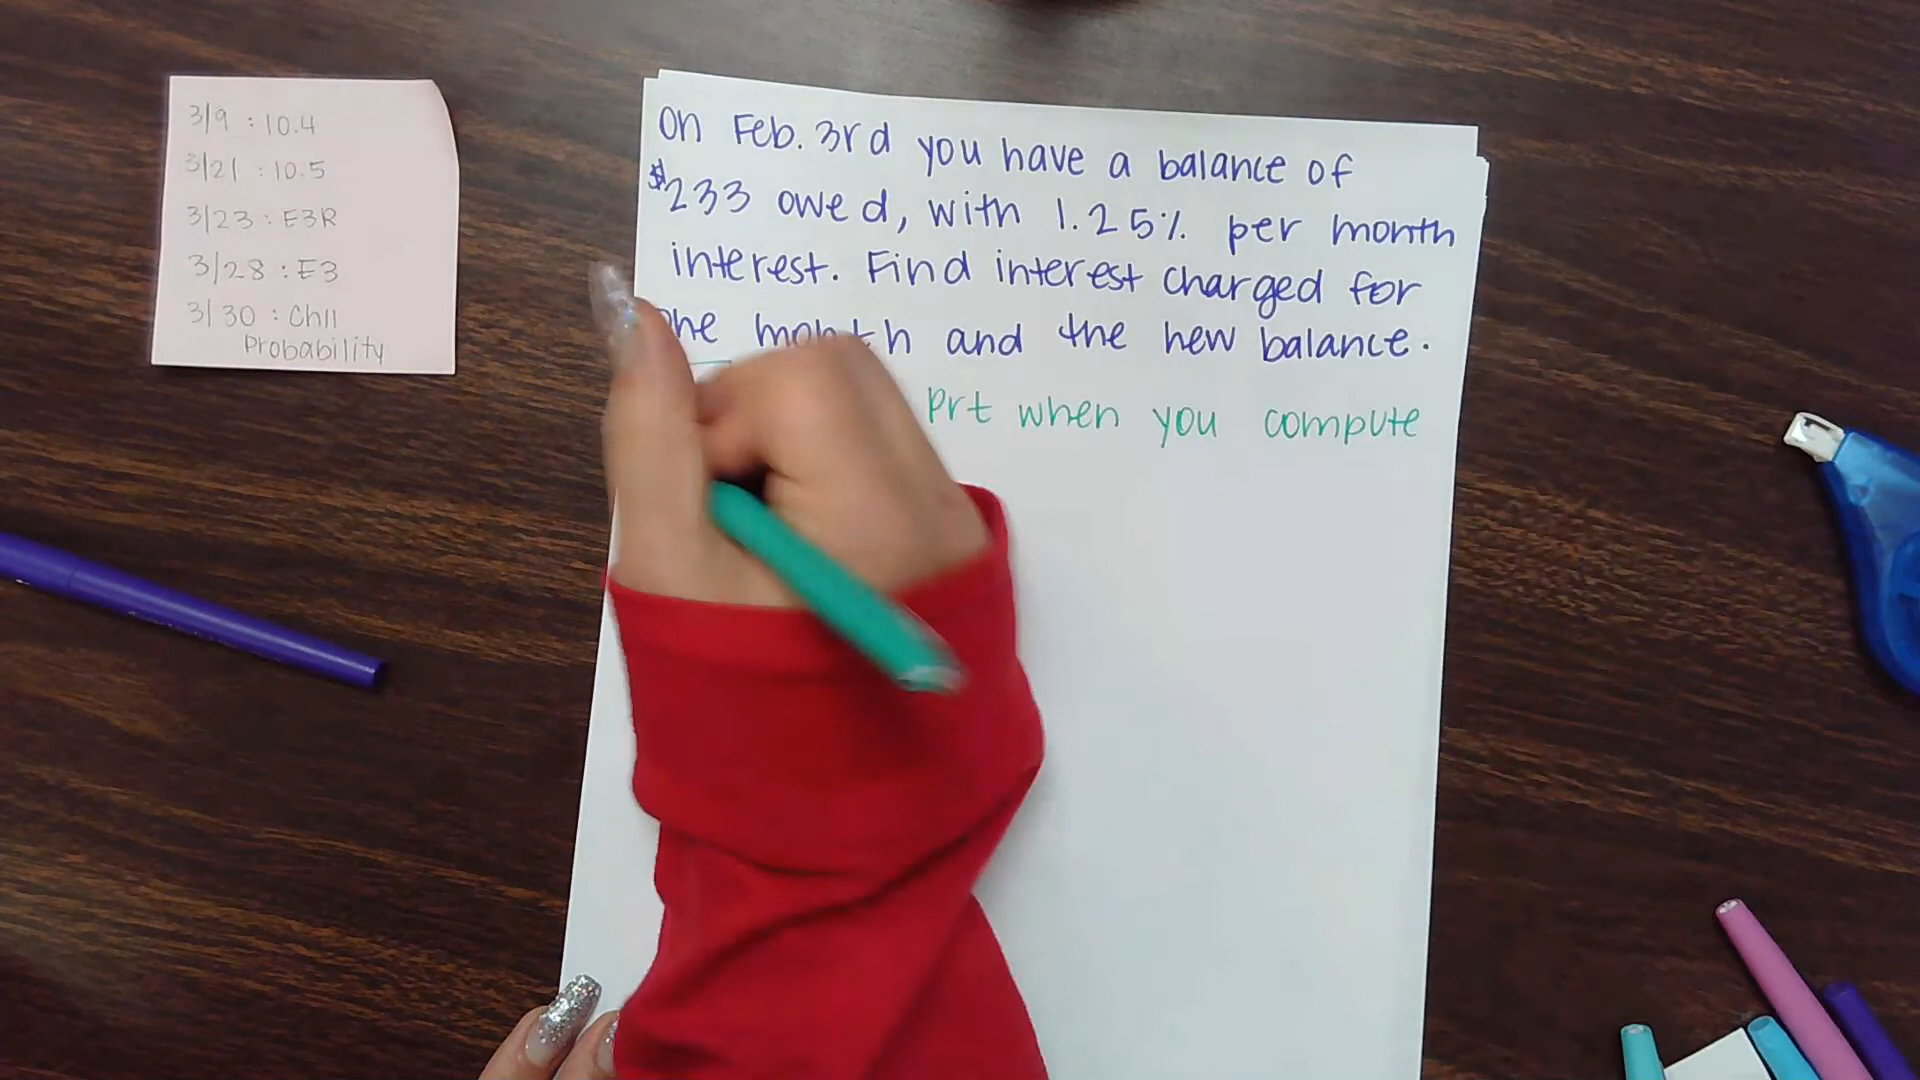 3/9 : 10.4
3/21 : 10.5
3/23 : E3R
3/28 : E3
3/30 : Ch11
Probability
On Feb. 3rd you have a balance of
$233 owed, with 1.25% per month
interest. Find interest charged for
one month and the new balance.
Prt when you compute